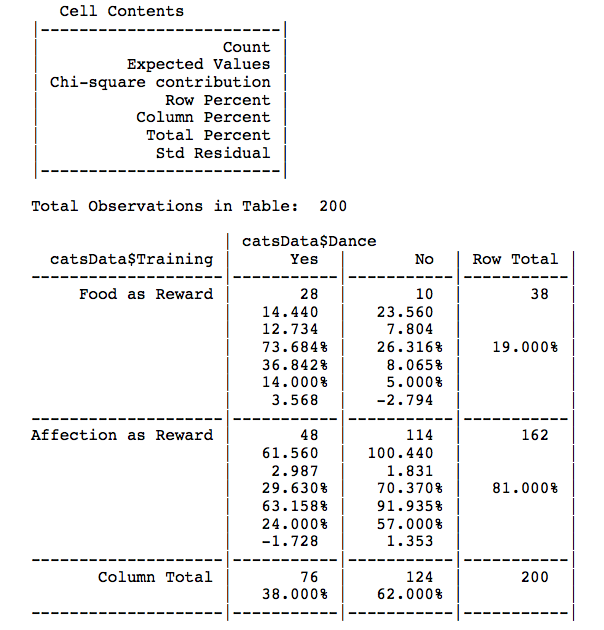 Cell Contents
|-------------------------|
| Count |
| Expected Values |
| Chi-square contribution |
| Row Percent |
| Column Percent |
| Total Percent |
| Std Residual |
|-------------------------|
Total Observations in Table: 200
| catsData$Dance
catsData$Training | Yes | No | Row Total |
--------------------|-----------|-----------|-----------|
Food as Reward | 28 | 10 | 38 |
| 14.440 | 23.560 | |
| 12.734 | 7.804 | |
| 73.684% | 26.316% | 19.000% |
| 36.842% | 8.065% | |
| 14.000% | 5.000% | |
| 3.568 | -2.794 | |
--------------------|-----------|-----------|-----------|
Affection as Reward | 48 | 114 | 162 |
| 61.560 | 100.440 | |
| 2.987 | 1.831 | |
| 29.630% | 70.370% | 81.000% |
| 63.158% | 91.935% | |
| 24.000% | 57.000% | |
| -1.728 | 1.353 | |
--------------------|-----------|-----------|-----------|
Column Total | 76 | 124 | 200 |
| 38.000% | 62.000% | |
--------------------|-----------|-----------|-----------|